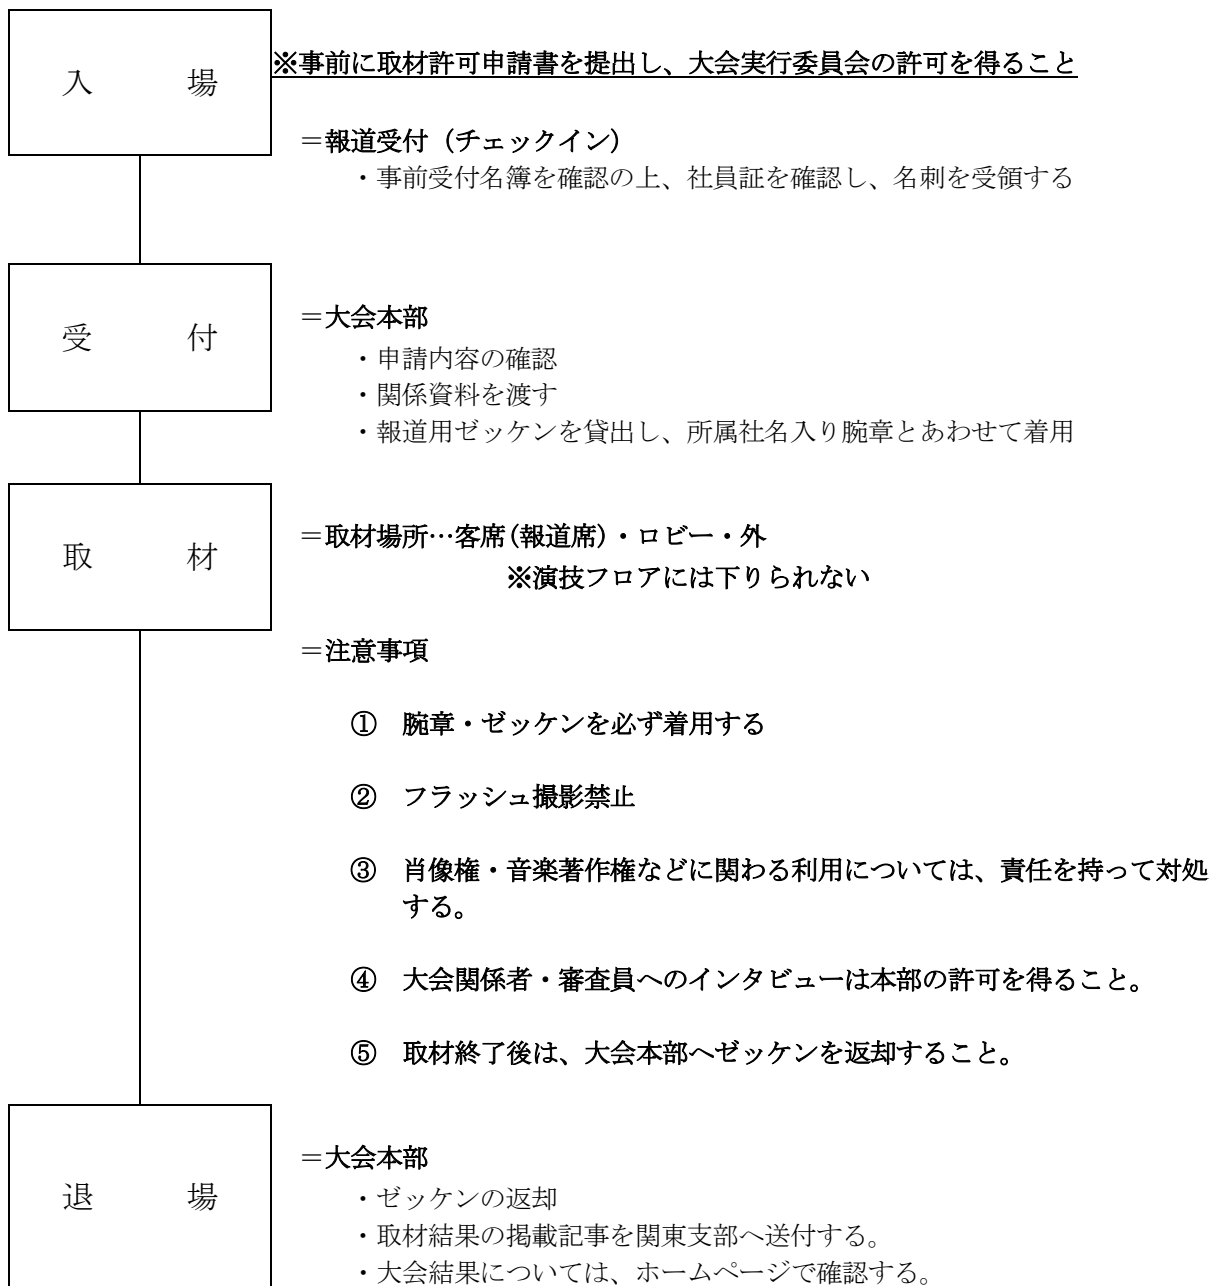 入　　　場
※事前に取材許可申請書を提出し、大会実行委員会の許可を得ること
＝報道受付（チェックイン）
・事前受付名簿を確認の上、社員証を確認し、名刺を受領する
受　　　付
＝大会本部
・申請内容の確認
・関係資料を渡す
・報道用ゼッケンを貸出し、所属社名入り腕章とあわせて着用
取　　　材
＝取材場所…客席(報道席)・ロビー・外
※演技フロアには下りられない
＝注意事項
①　腕章・ゼッケンを必ず着用する
②　フラッシュ撮影禁止
③　肖像権・音楽著作権などに関わる利用については、責任を持って対処
する。
④　大会関係者・審査員へのインタビューは本部の許可を得ること。
⑤　取材終了後は、大会本部へゼッケンを返却すること。
退　　　場
＝大会本部
・ゼッケンの返却
・取材結果の掲載記事を関東支部へ送付する。
・大会結果については、ホームページで確認する。